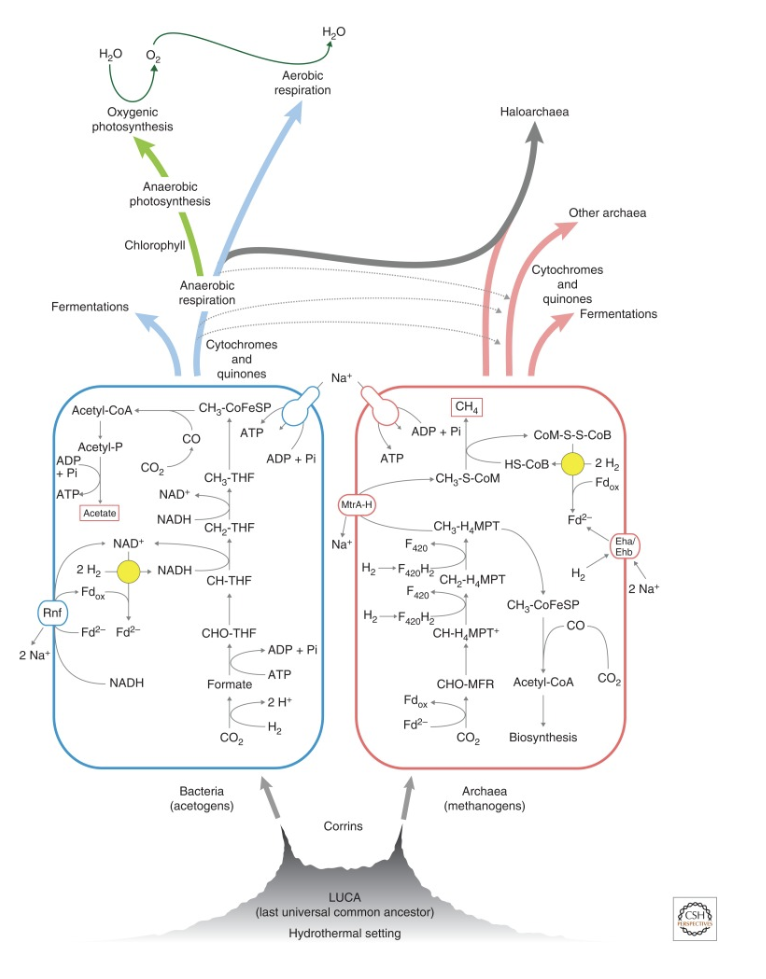 H₂O
H₂O
O₂
Aerobic
respiration
Oxygenic
photosynthesis
Haloarchaea
Anaerobic
photosynthesis
Other archaea
Chlorophyll
Cytochromes
and
quinones
Anaerobic
respiration
Fermentations
Fermentations
Cytochromes
and
quinones
Na⁺
Acetyl-CoA
CH₃-CoFeSP
ATP
ADP + Pi
CO
CO₂
Acetyl-P
ADP
+ Pi
ATP
Acetate
CH₃-THF
NAD⁺
NADH
CH₂-THF
NAD⁺
2 H₂
NADH
CH-THF
Fdox
Rnf
Fd²⁻
Fd²⁻
2 Na⁺
NADH
CHO-THF
ADP + Pi
ATP
Formate
2 H⁺
H₂
CO₂
CH₄
ADP + Pi
ATP
CoM-S-S-CoB
HS-CoB
2 H₂
CH₃-S-CoM
Fdox
MtrA-H
Fd²⁻
Na⁺
CH₃-H₄MPT
Eha/
Ehb
F₄₂₀
H₂
F₄₂₀H₂
CH₂-H₄MPT
H₂
2 Na⁺
F₄₂₀
H₂
F₄₂₀H₂
CH-H₄MPT⁺
CH₃-CoFeSP
CO
CHO-MFR
Acetyl-CoA
CO₂
Fdox
Fd²⁻
CO₂
Biosynthesis
Bacteria
(acetogens)
Archaea
(methanogens)
Corrins
LUCA
(last universal common ancestor)
Hydrothermal setting
CSH
PERSPECTIVES